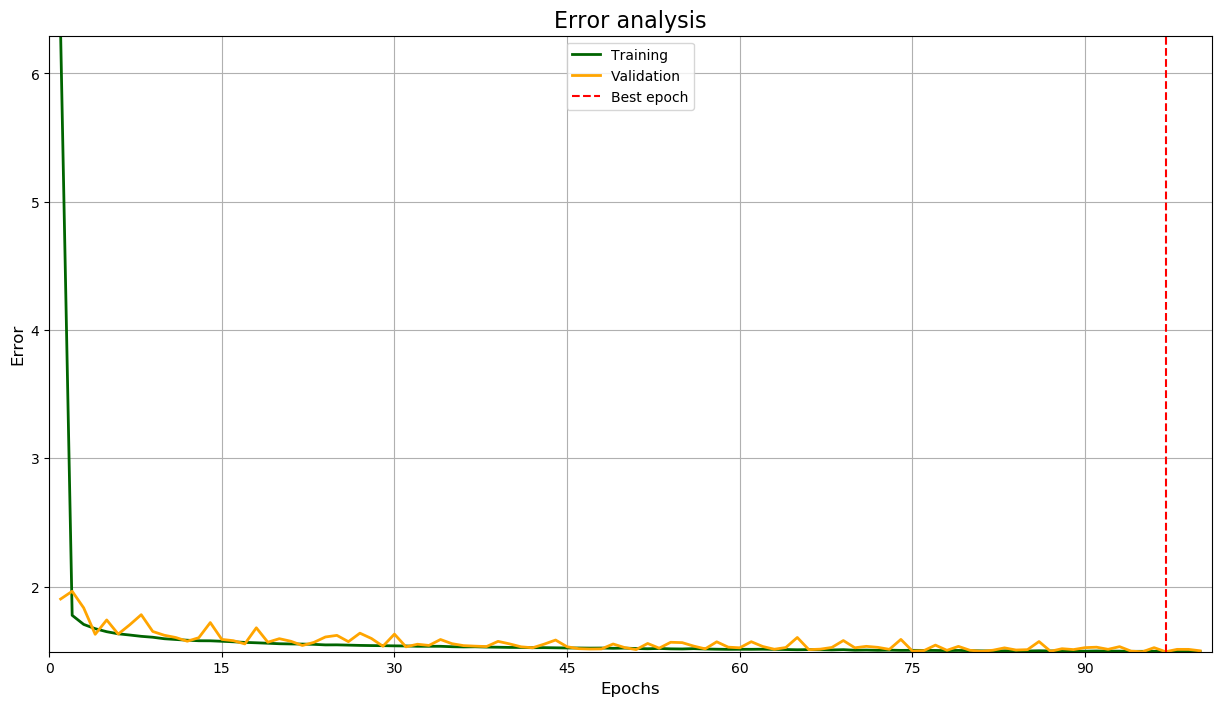 Error analysis
Training
Validation
Best epoch
6
5
4
3
2
Error
0 15 30 45 60 75 90
Epochs